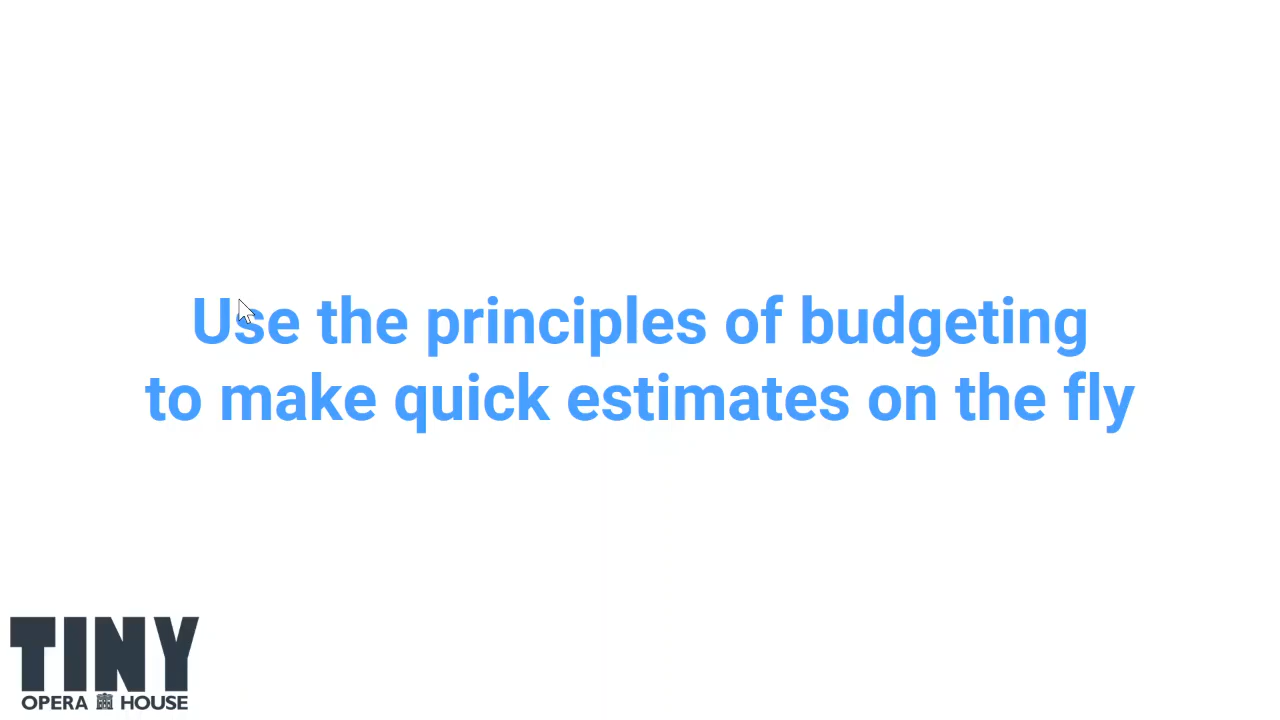 Use the principles of budgeting
to make quick estimates on the fly
TINY
OPERA HOUSE